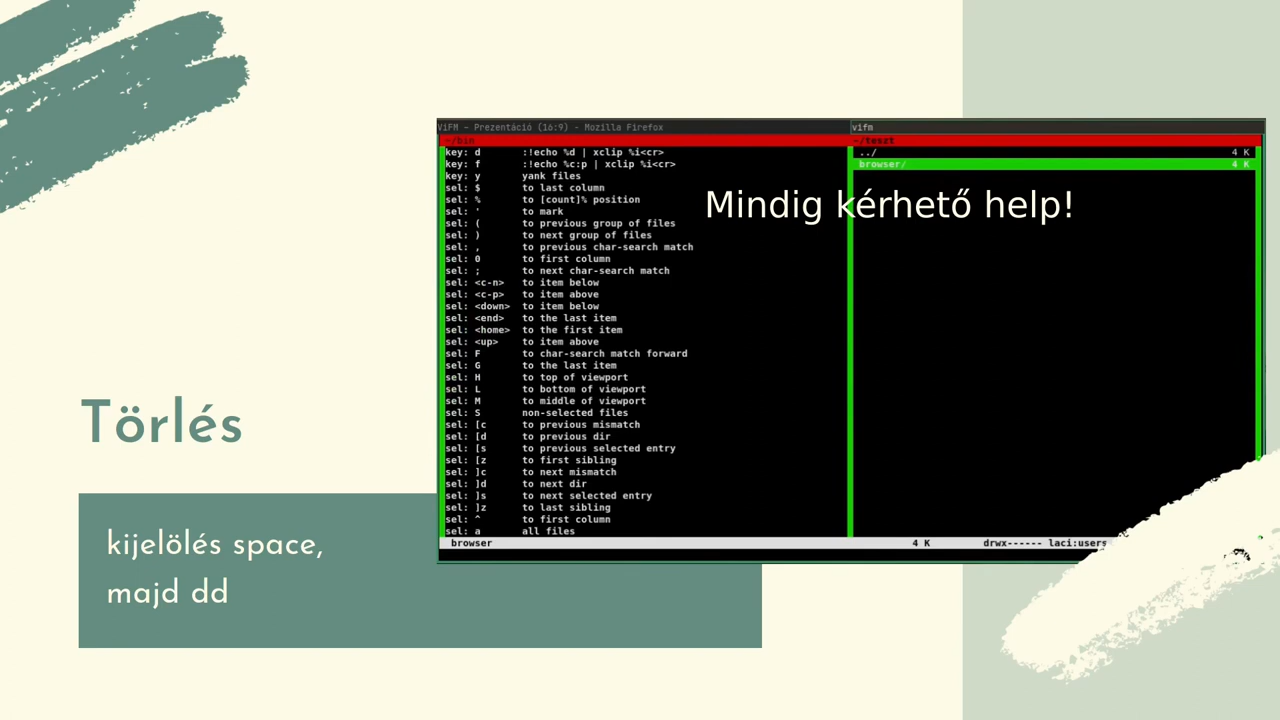 ViFM - Prezentáció (16:9) - Mozilla Firefox
vifm
~/bin
~/teszt
key: d :!echo %d | xclip %i<cr>
key: f :!echo %c:p | xclip %i<cr>
key: y yank files
sel: $ to last column
sel: % to [count]% position
sel: ' to mark
sel: ( to previous group of files
sel: ) to next group of files
sel: , to previous char-search match
sel: 0 to first column
sel: ; to next char-search match
sel: <c-n> to item below
sel: <c-p> to item above
sel: <down> to item below
sel: <end> to the last item
sel: <home> to the first item
sel: <up> to item above
sel: F to char-search match forward
sel: G to the last item
sel: H to top of viewport
sel: L to bottom of viewport
sel: M to middle of viewport
sel: S non-selected files
sel: [c to previous mismatch
sel: [d to previous dir
sel: [s to previous selected entry
sel: [z to first sibling
sel: ]c to next mismatch
sel: ]d to next dir
sel: ]s to next selected entry
sel: ]z to last sibling
sel: ^ to first column
sel: a all files
../ 4 K
browser/ 4 K
Mindig kérhető help!
browser 4 K drwx------ laci:users
Törlés
kijelölés space,
majd dd